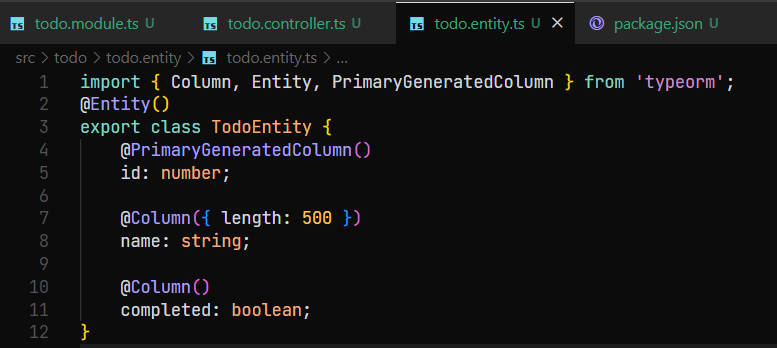 TS todo.module.ts U TS todo.controller.ts U TS todo.entity.ts U × package.json U
src > todo > todo.entity > TS todo.entity.ts > ...
1 import { Column, Entity, PrimaryGeneratedColumn } from 'typeorm';
2 @Entity()
3 export class TodoEntity {
4     @PrimaryGeneratedColumn()
5     id: number;
6
7     @Column({ length: 500 })
8     name: string;
9
10     @Column()
11     completed: boolean;
12 }